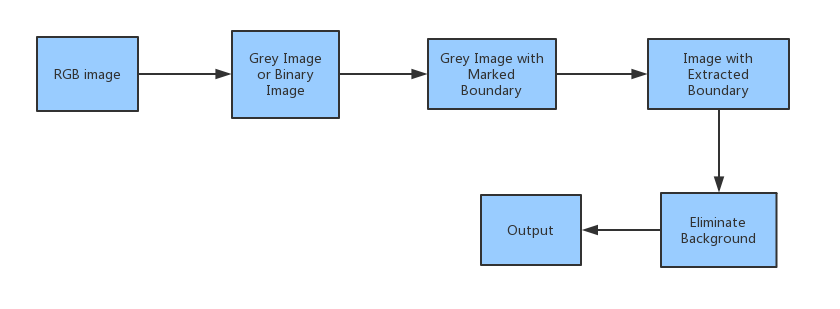 RGB image
Grey Image
or Binary
Image
Grey Image with
Marked
Boundary
Image with
Extracted
Boundary
Eliminate
Background
Output